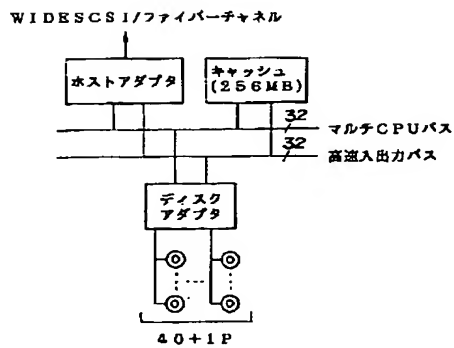 WIDESCSI/ファイバーチャネル
ホストアダプタ
キャッシュ
(256MB)
32
マルチCPUバス
32
高速入出力バス
ディスク
アダプタ
40+1P